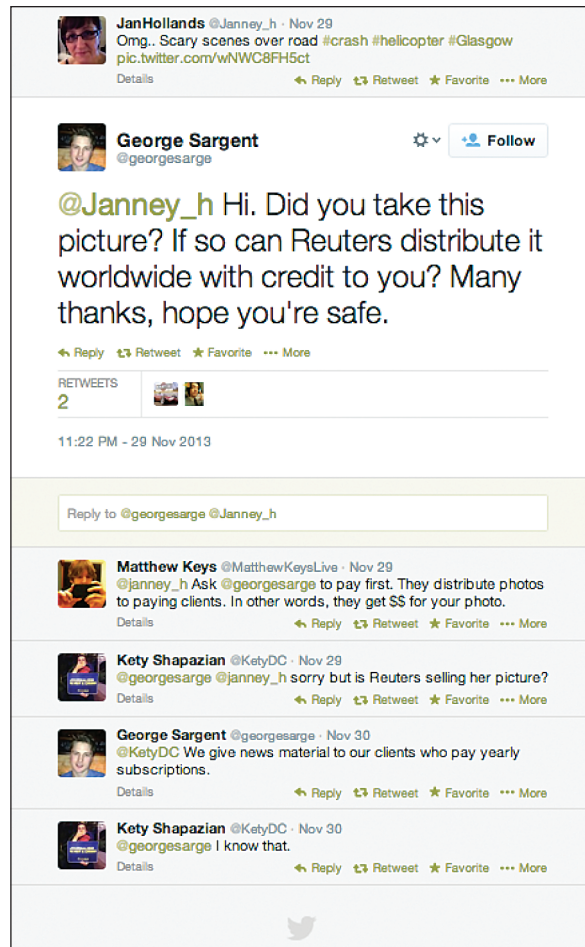 JanHollands @Janney_h · Nov 29
Omg.. Scary scenes over road #crash #helicopter #Glasgow
pic.twitter.com/wNWC8FH5ct
Details Reply Retweet Favorite More
George Sargent
@georgesarge
Follow
@Janney_h Hi. Did you take this
picture? If so can Reuters distribute it
worldwide with credit to you? Many
thanks, hope you're safe.
Reply Retweet Favorite More
RETWEETS
2
11:22 PM - 29 Nov 2013
Reply to @georgesarge @Janney_h
Matthew Keys @MatthewKeysLive · Nov 29
@janney_h Ask @georgesarge to pay first. They distribute photos
to paying clients. In other words, they get $$ for your photo.
Details Reply Retweet Favorite More
Kety Shapazian @KetyDC · Nov 29
@georgesarge @janney_h sorry but is Reuters selling her picture?
Details Reply Retweet Favorite More
George Sargent @georgesarge · Nov 30
@KetyDC We give news material to our clients who pay yearly
subscriptions.
Details Reply Retweet Favorite More
Kety Shapazian @KetyDC · Nov 30
@georgesarge I know that.
Details Reply Retweet Favorite More